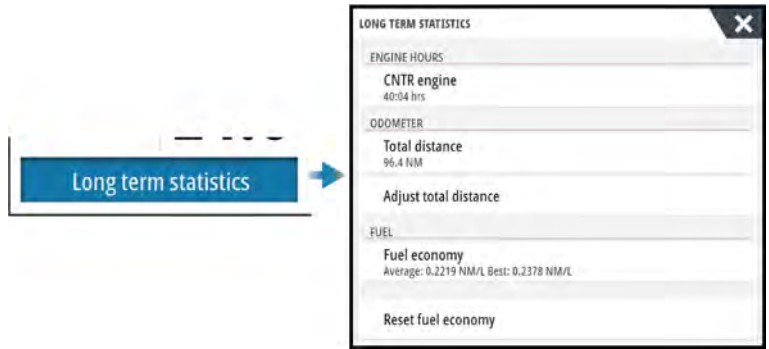 Long term statistics
LONG TERM STATISTICS
ENGINE HOURS
CNTR engine
40:04 hrs
ODOMETER
Total distance
96.4 NM
Adjust total distance
FUEL
Fuel economy
Average: 0.2219 NM/L Best: 0.2378 NM/L
Reset fuel economy